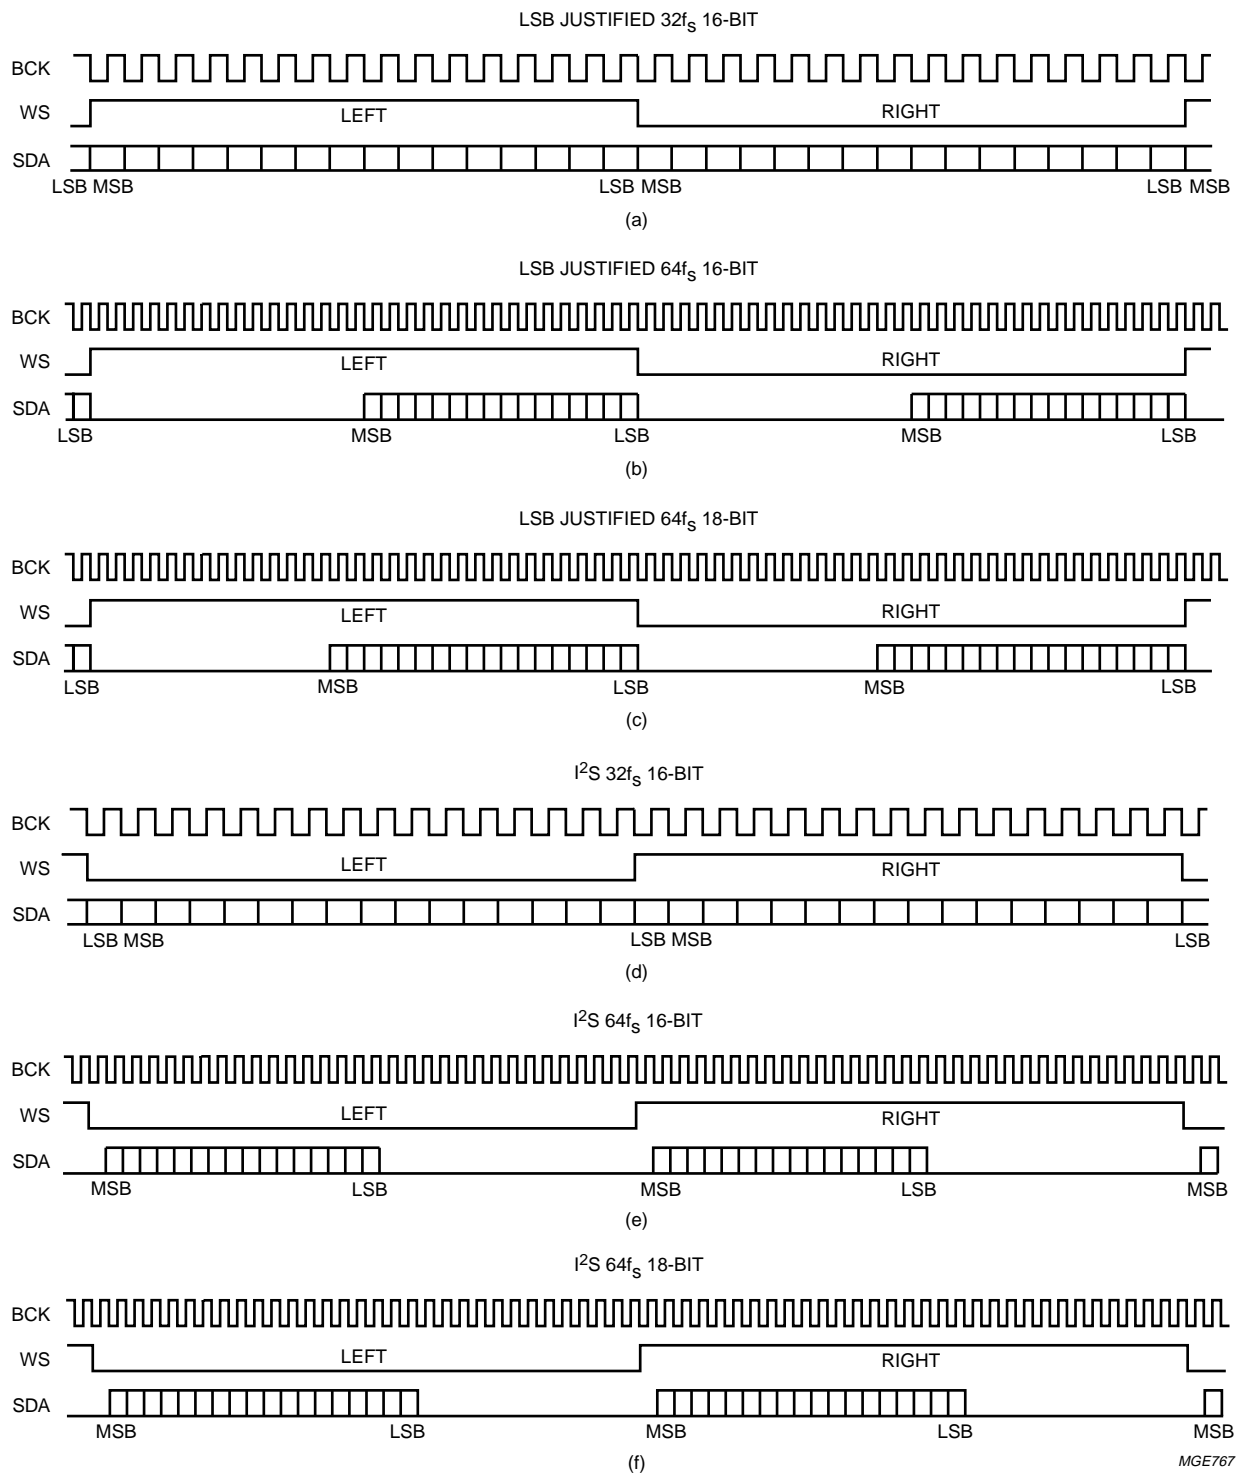 LSB JUSTIFIED 32fS 16-BIT
BCK
WS
LEFT
RIGHT
SDA
LSB MSB
LSB MSB
LSB MSB
(a)
LSB JUSTIFIED 64fS 16-BIT
BCK
WS
LEFT
RIGHT
SDA
LSB
MSB
LSB
MSB
LSB
(b)
LSB JUSTIFIED 64fS 18-BIT
BCK
WS
LEFT
RIGHT
SDA
LSB
MSB
LSB
MSB
LSB
(c)
I2S 32fS 16-BIT
BCK
WS
LEFT
RIGHT
SDA
LSB MSB
LSB MSB
LSB
(d)
I2S 64fS 16-BIT
BCK
WS
LEFT
RIGHT
SDA
MSB
LSB
MSB
LSB
MSB
(e)
I2S 64fS 18-BIT
BCK
WS
LEFT
RIGHT
SDA
MSB
LSB
MSB
LSB
MSB
(f)
MGE767